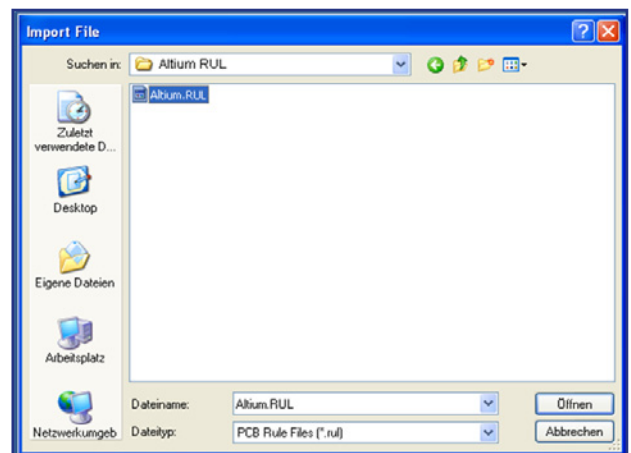 Import File
Suchen in:
Altium RUL
Altium.RUL
Zuletzt
verwendete D...
Desktop
Eigene Dateien
Arbeitsplatz
Netzwerkumgeb
Dateiname:
Altium.RUL
Öffnen
Dateityp:
PCB Rule Files (*.rul)
Abbrechen